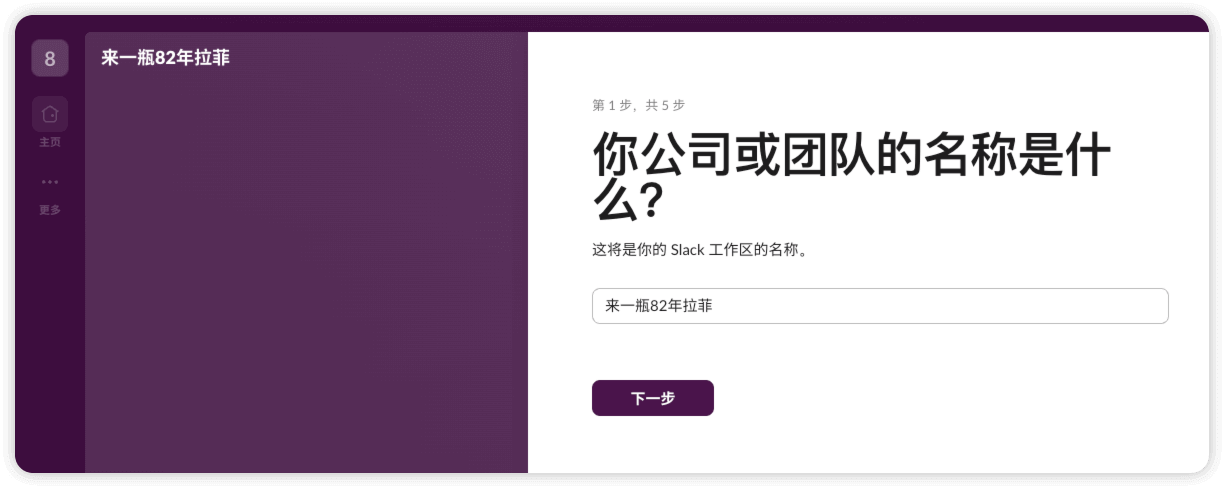 8
来一瓶82年拉菲
主页
更多
第 1 步，共 5 步
你公司或团队的名称是什
么？
这将是你的 Slack 工作区的名称。
来一瓶82年拉菲
下一步